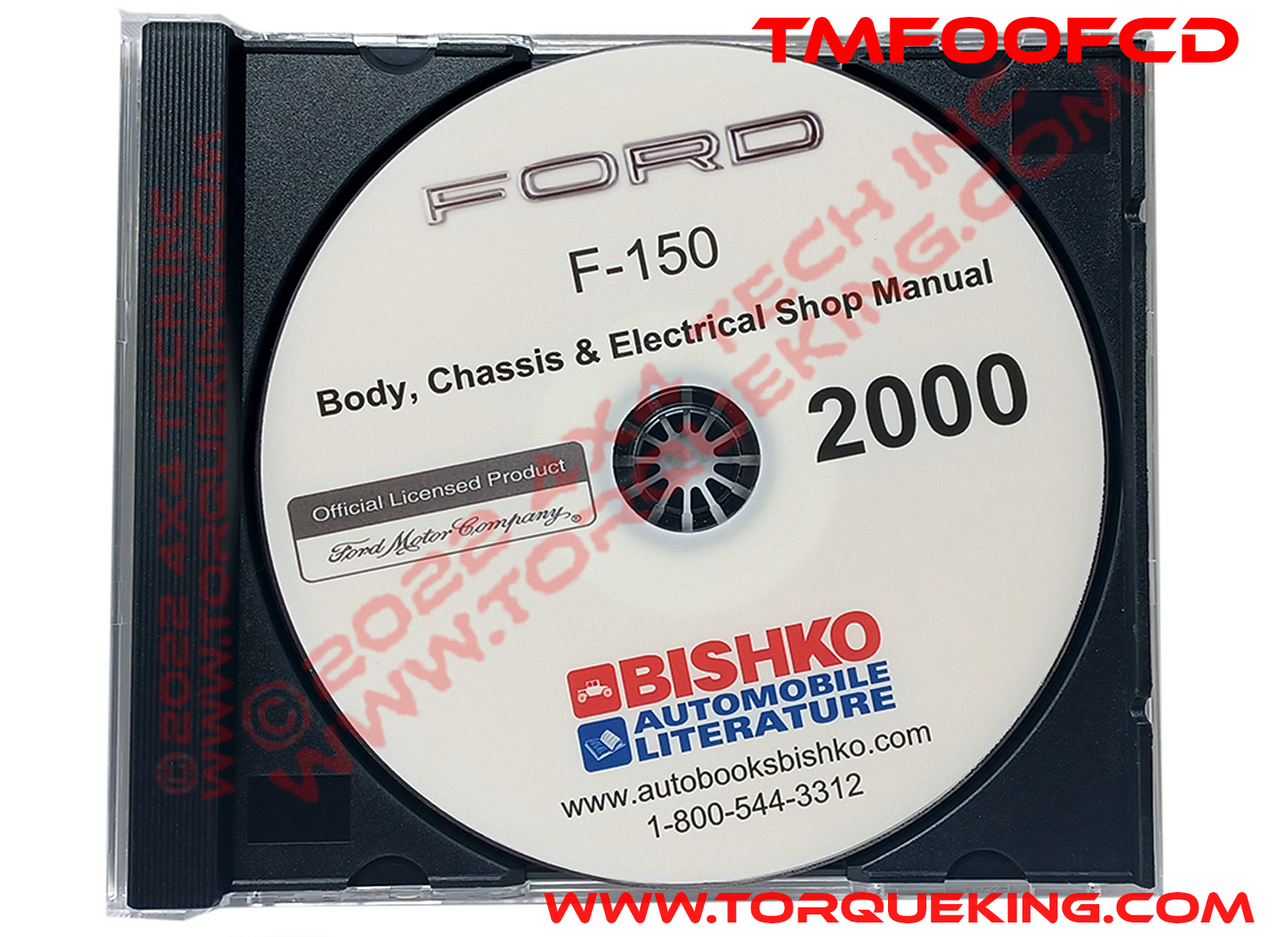 TMF00FCD
FORD
F-150
Body, Chassis & Electrical Shop Manual
2000
Official Licensed Product
Ford Motor Company®
BISHKO
AUTOMOBILE
LITERATURE
www.autobooksbishko.com
1-800-544-3312
© 2022 4X4 TECH INC
WWW.TORQUEKING.COM
© 2022 4X4 TECH INC
WWW.TORQUEKING.COM
WWW.TORQUEKING.COM